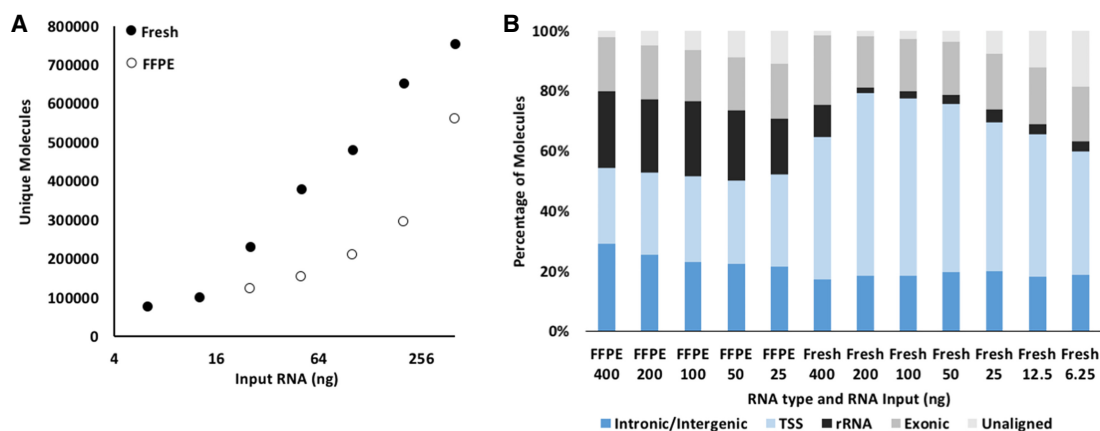 A
Fresh
FFPE
800000
700000
600000
500000
400000
300000
200000
100000
0
4 16 64 256
Unique Molecules
Input RNA (ng)
B
100%
80%
60%
40%
20%
0%
Percentage of Molecules
FFPE FFPE FFPE FFPE FFPE Fresh Fresh Fresh Fresh Fresh Fresh Fresh
400 200 100 50 25 400 200 100 50 25 12.5 6.25
RNA type and RNA Input (ng)
Intronic/Intergenic TSS rRNA Exonic Unaligned